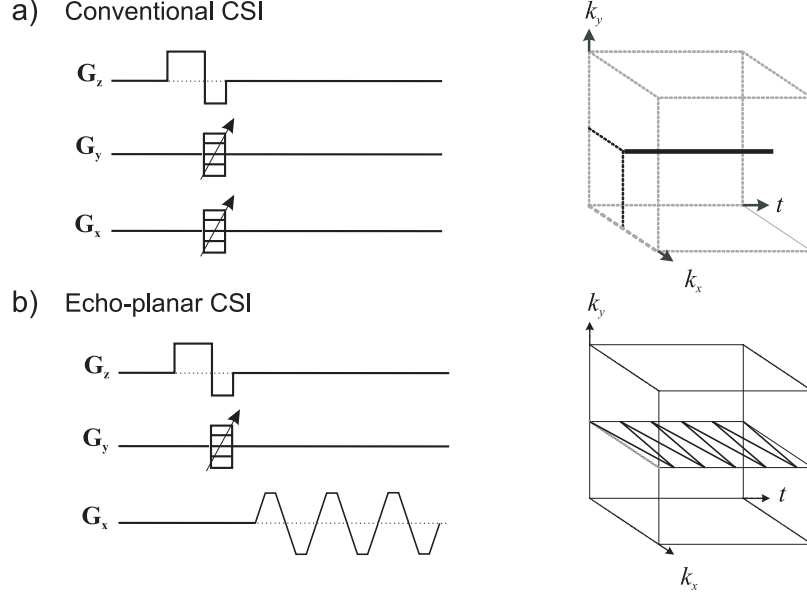 a) Conventional CSI
G_z
G_y
G_x
k_y
t
k_x
b) Echo-planar CSI
G_z
G_y
G_x
k_y
t
k_x